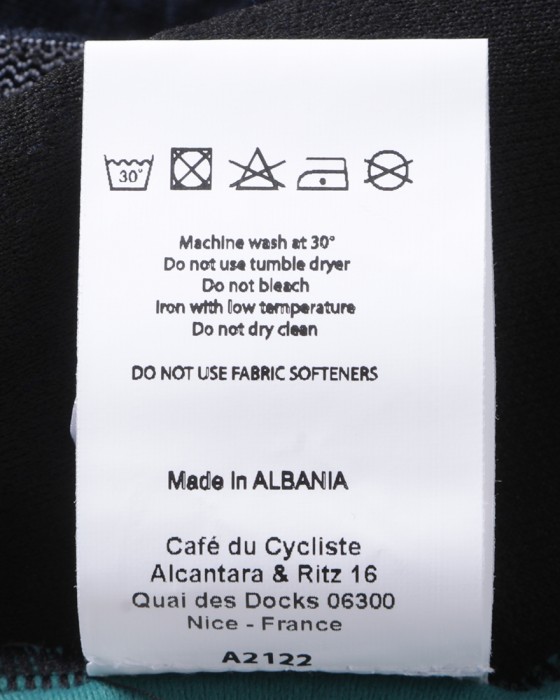 30°
Machine wash at 30°
Do not use tumble dryer
Do not bleach
Iron with low temperature
Do not dry clean
DO NOT USE FABRIC SOFTENERS
Made In ALBANIA
Café du Cycliste
Alcantara & Ritz 16
Quai des Docks 06300
Nice - France
A2122